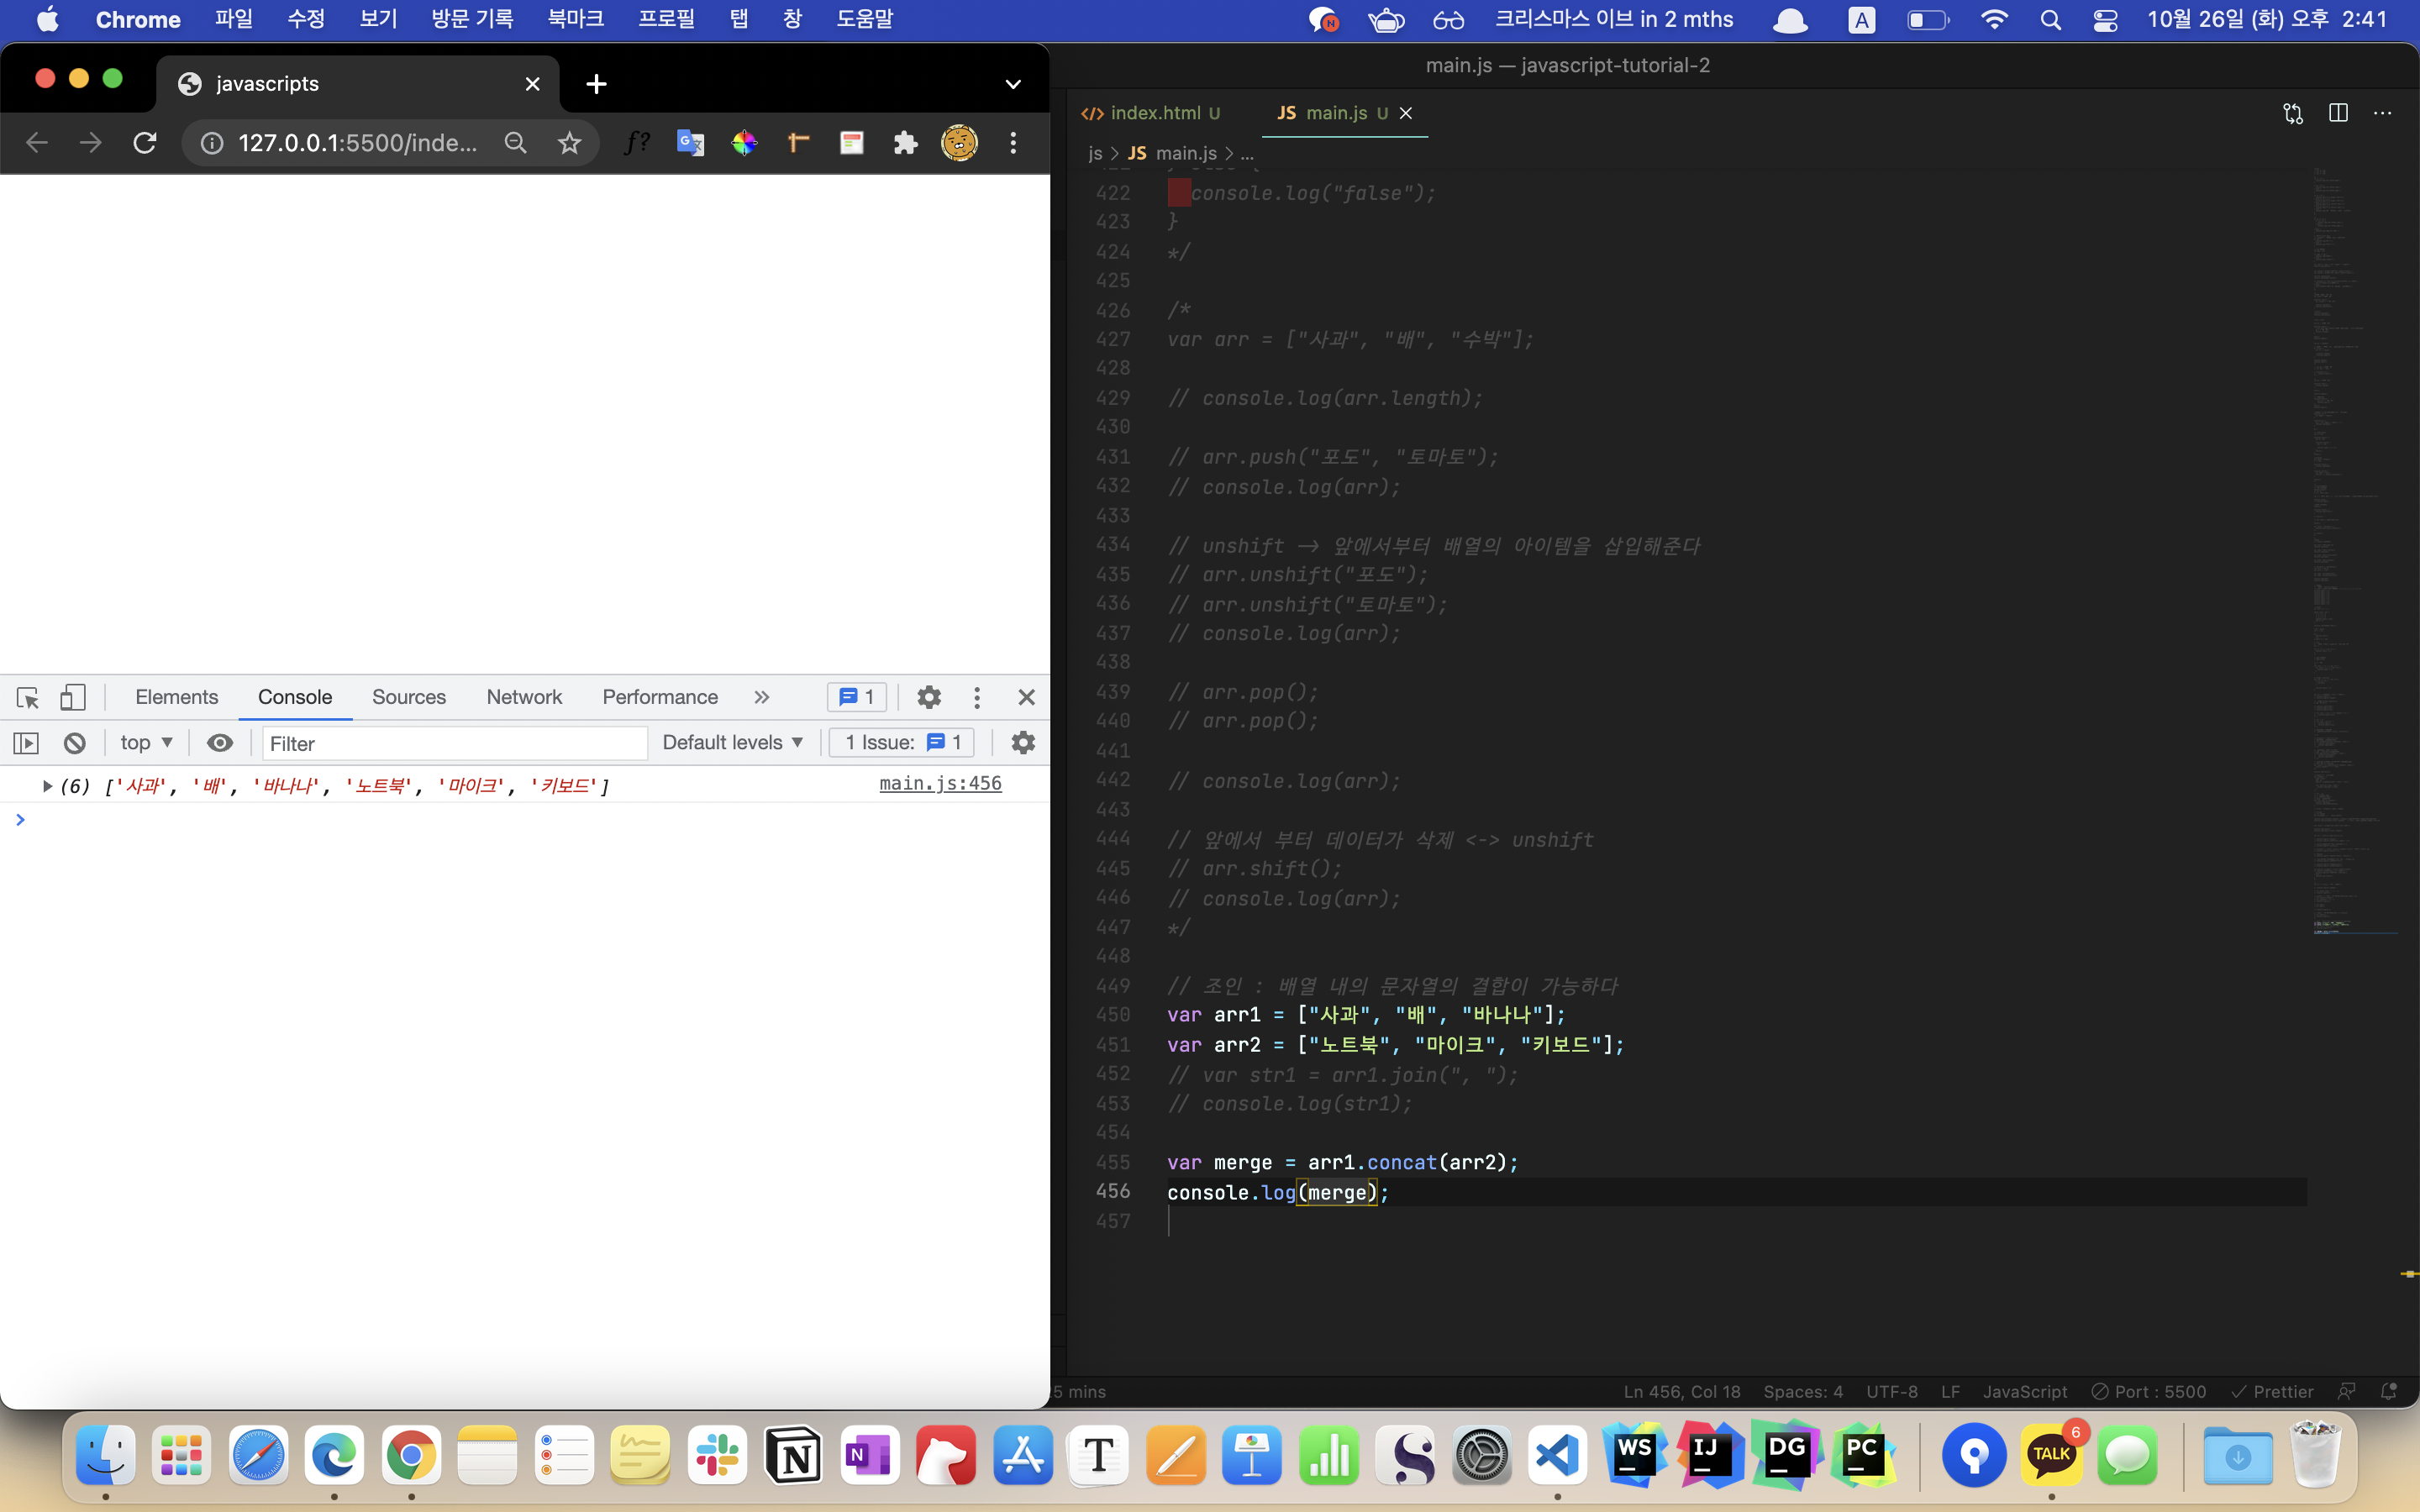 Chrome 파일 수정 보기 방문 기록 북마크 프로필 탭 창 도움말 크리스마스 이브 in 2 mths A 10월 26일 (화) 오후 2:41
javascripts
127.0.0.1:5500/inde...
f?
Elements Console Sources Network Performance 1
top Filter Default levels 1 Issue: 1
(6) ['사과', '배', '바나나', '노트북', '마이크', '키보드'] main.js:456
main.js — javascript-tutorial-2
index.html U JS main.js U
js > JS main.js > ...
422 console.log("false");
423 }
424 */
425
426 /*
427 var arr = ["사과", "배", "수박"];
428
429 // console.log(arr.length);
430
431 // arr.push("포도", "토마토");
432 // console.log(arr);
433
434 // unshift -> 앞에서부터 배열의 아이템을 삽입해준다
435 // arr.unshift("포도");
436 // arr.unshift("토마토");
437 // console.log(arr);
438
439 // arr.pop();
440 // arr.pop();
441
442 // console.log(arr);
443
444 // 앞에서 부터 데이터가 삭제 <-> unshift
445 // arr.shift();
446 // console.log(arr);
447 */
448
449 // 조인 : 배열 내의 문자열의 결합이 가능하다
450 var arr1 = ["사과", "배", "바나나"];
451 var arr2 = ["노트북", "마이크", "키보드"];
452 // var str1 = arr1.join(", ");
453 // console.log(str1);
454
455 var merge = arr1.concat(arr2);
456 console.log(merge);
457
5 mins Ln 456, Col 18 Spaces: 4 UTF-8 LF JavaScript Port : 5500 Prettier
N N T S WS IJ DG PC TALK 6